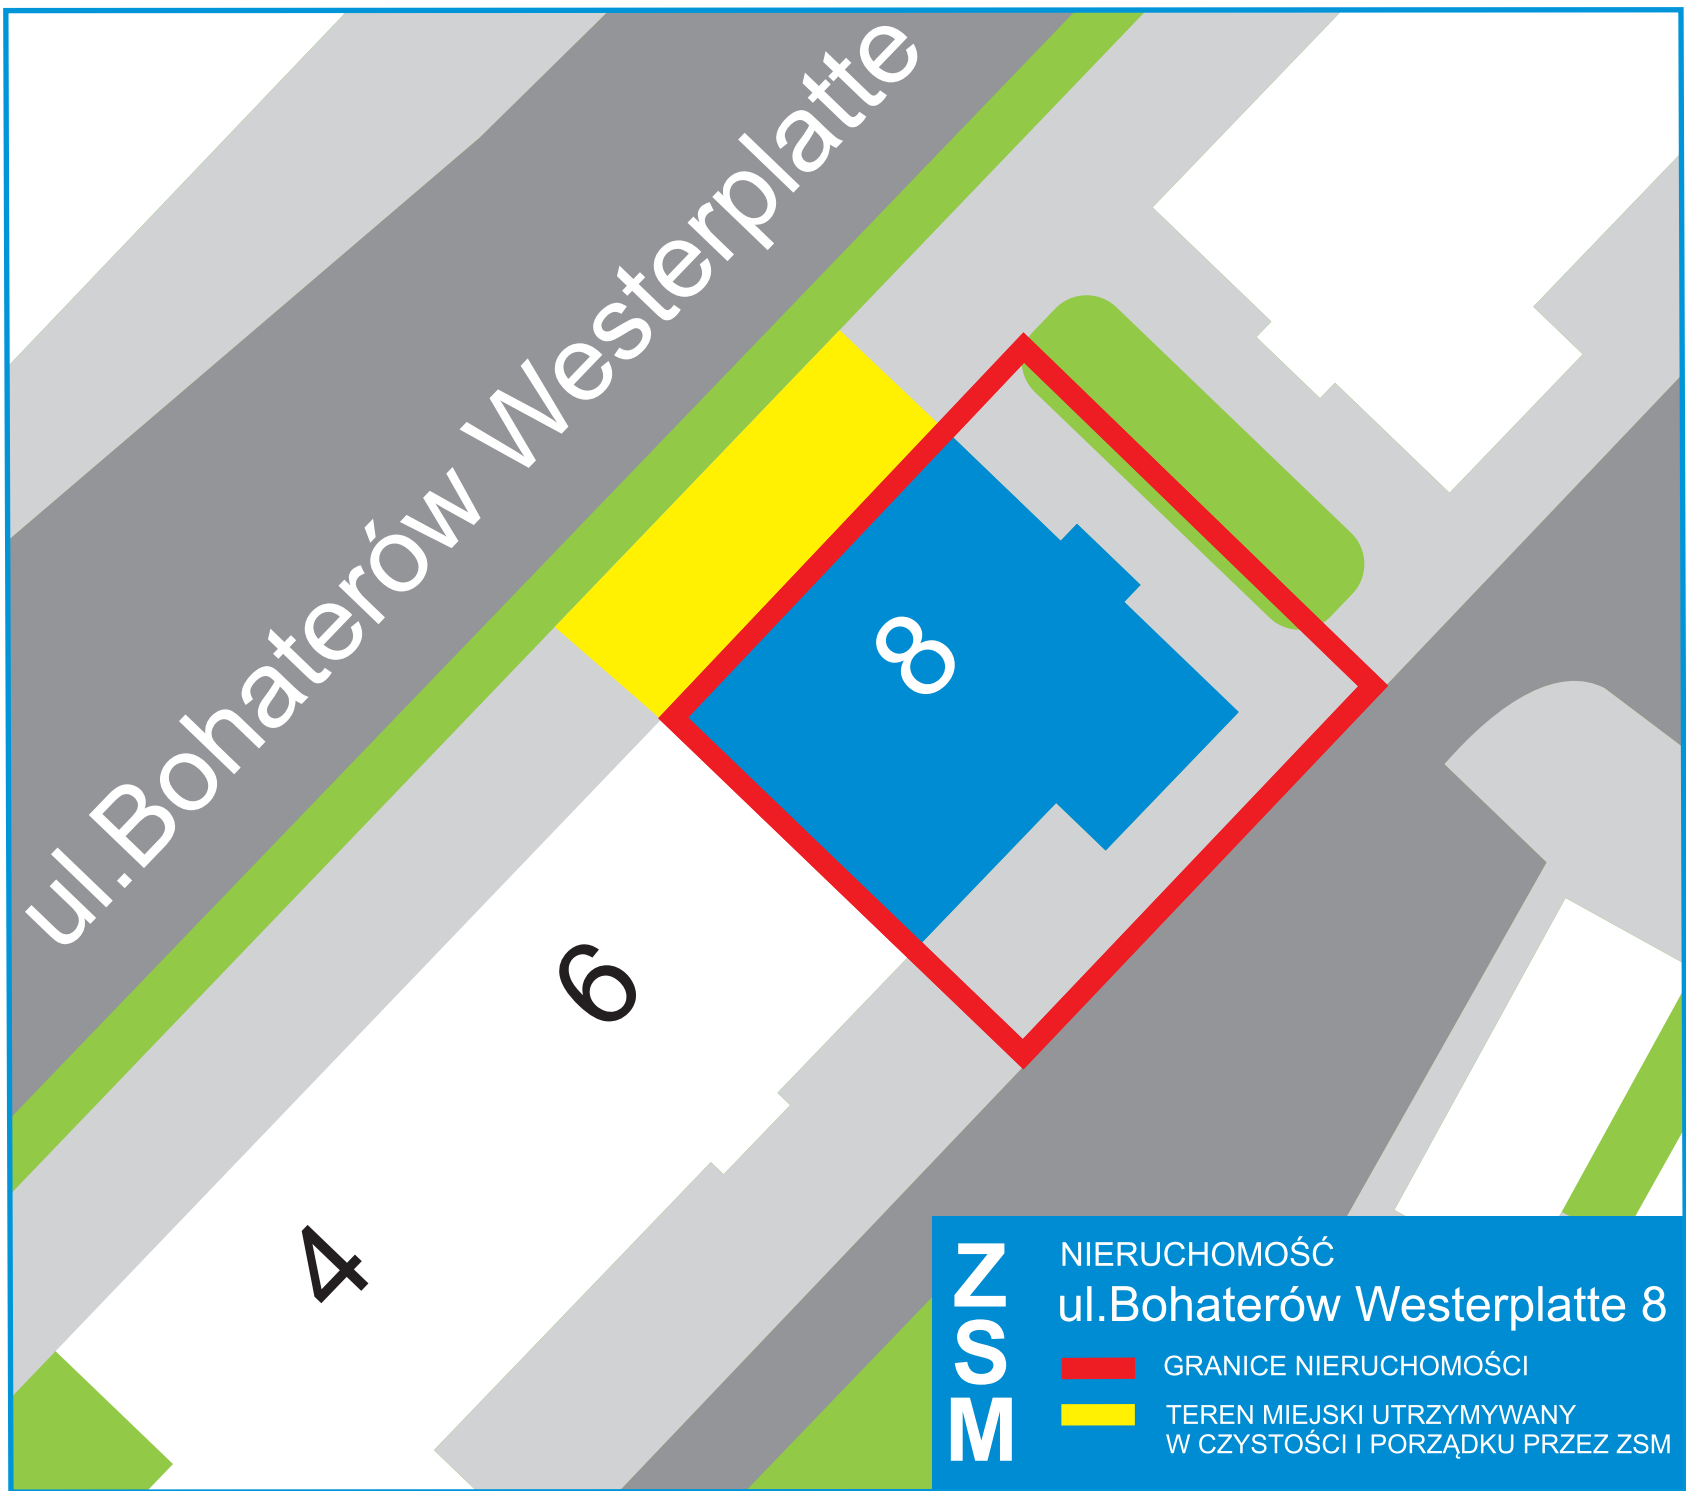 ul.Bohaterów Westerplatte
8
6
4
ZSM
NIERUCHOMOŚĆ
ul.Bohaterów Westerplatte 8
GRANICE NIERUCHOMOŚCI
TEREN MIEJSKI UTRZYMYWANY
W CZYSTOŚCI I PORZĄDKU PRZEZ ZSM